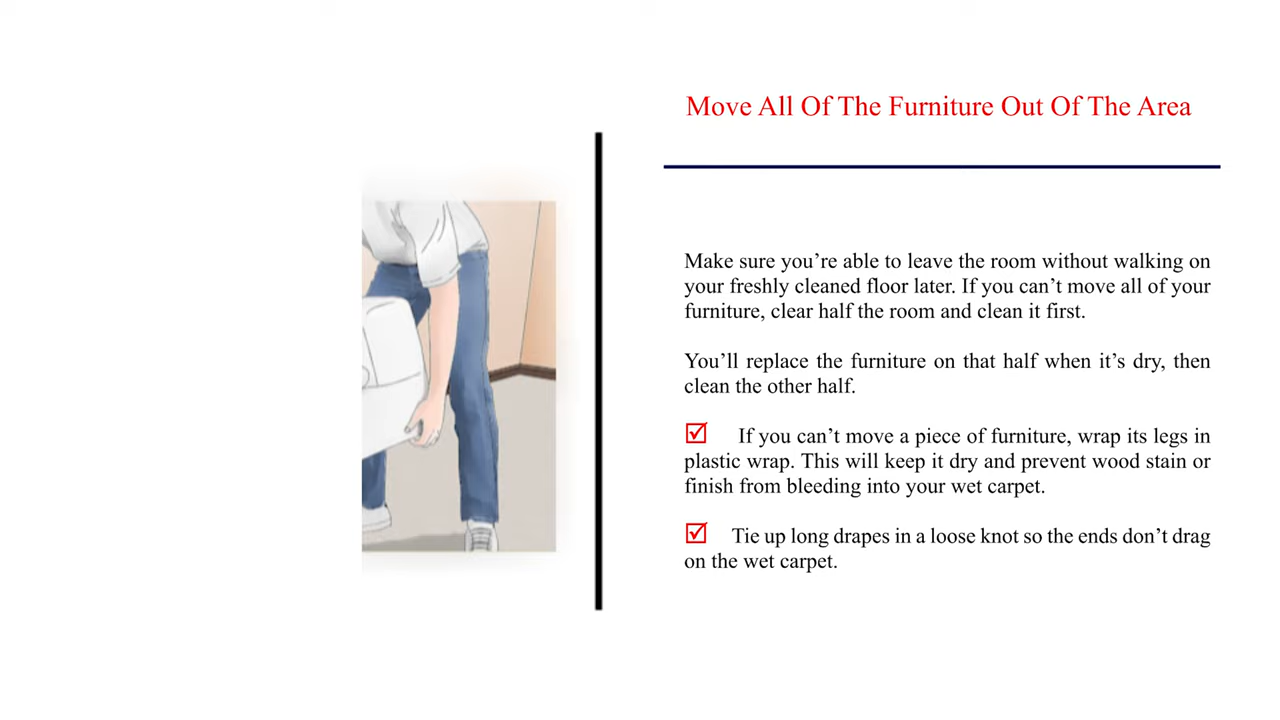 Move All Of The Furniture Out Of The Area
Make sure you’re able to leave the room without walking on
your freshly cleaned floor later. If you can’t move all of your
furniture, clear half the room and clean it first.
You’ll replace the furniture on that half when it’s dry, then
clean the other half.
☑ If you can’t move a piece of furniture, wrap its legs in
plastic wrap. This will keep it dry and prevent wood stain or
finish from bleeding into your wet carpet.
☑ Tie up long drapes in a loose knot so the ends don’t drag
on the wet carpet.